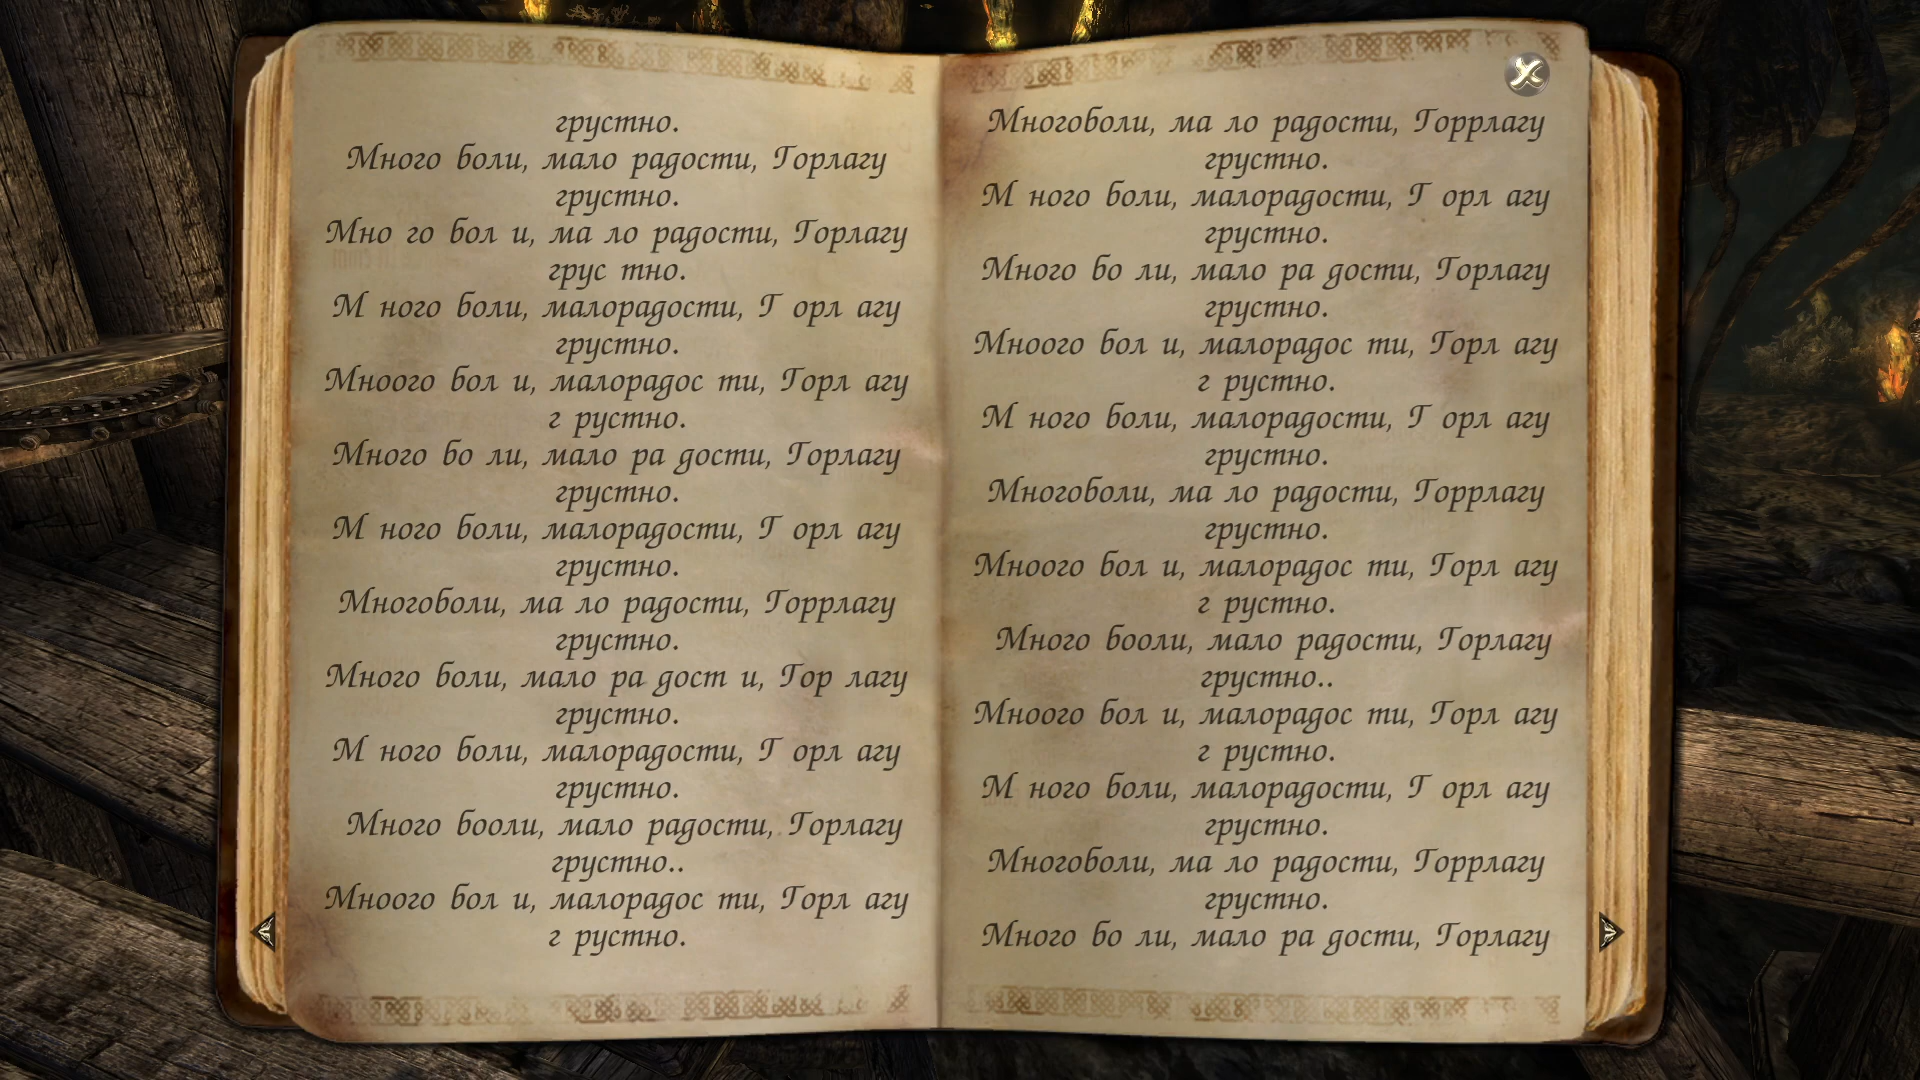 грустно.
Много боли, мало радости, Горлагу
грустно.
Мно го бол и, ма ло радости, Горлагу
грус тно.
М ного боли, малорадости, Г орл агу
грустно.
Мноого бол и, малорадос ти, Горл агу
г рустно.
Много бо ли, мало ра дости, Горлагу
грустно.
М ного боли, малорадости, Г орл агу
грустно.
Многоболи, ма ло радости, Горрлагу
грустно.
Много боли, мало ра дост и, Гор лагу
грустно.
М ного боли, малорадости, Г орл агу
грустно.
Много бооли, мало радости, Горлагу
грустно..
Мноого бол и, малорадос ти, Горл агу
г рустно.
Многоболи, ма ло радости, Горрлагу
грустно.
М ного боли, малорадости, Г орл агу
грустно.
Много бо ли, мало ра дости, Горлагу
грустно.
Мноого бол и, малорадос ти, Горл агу
г рустно.
М ного боли, малорадости, Г орл агу
грустно.
Многоболи, ма ло радости, Горрлагу
грустно.
Мноого бол и, малорадос ти, Горл агу
г рустно.
Много бооли, мало радости, Горлагу
грустно..
Мноого бол и, малорадос ти, Горл агу
г рустно.
М ного боли, малорадости, Г орл агу
грустно.
Многоболи, ма ло радости, Горрлагу
грустно.
Много бо ли, мало ра дости, Горлагу